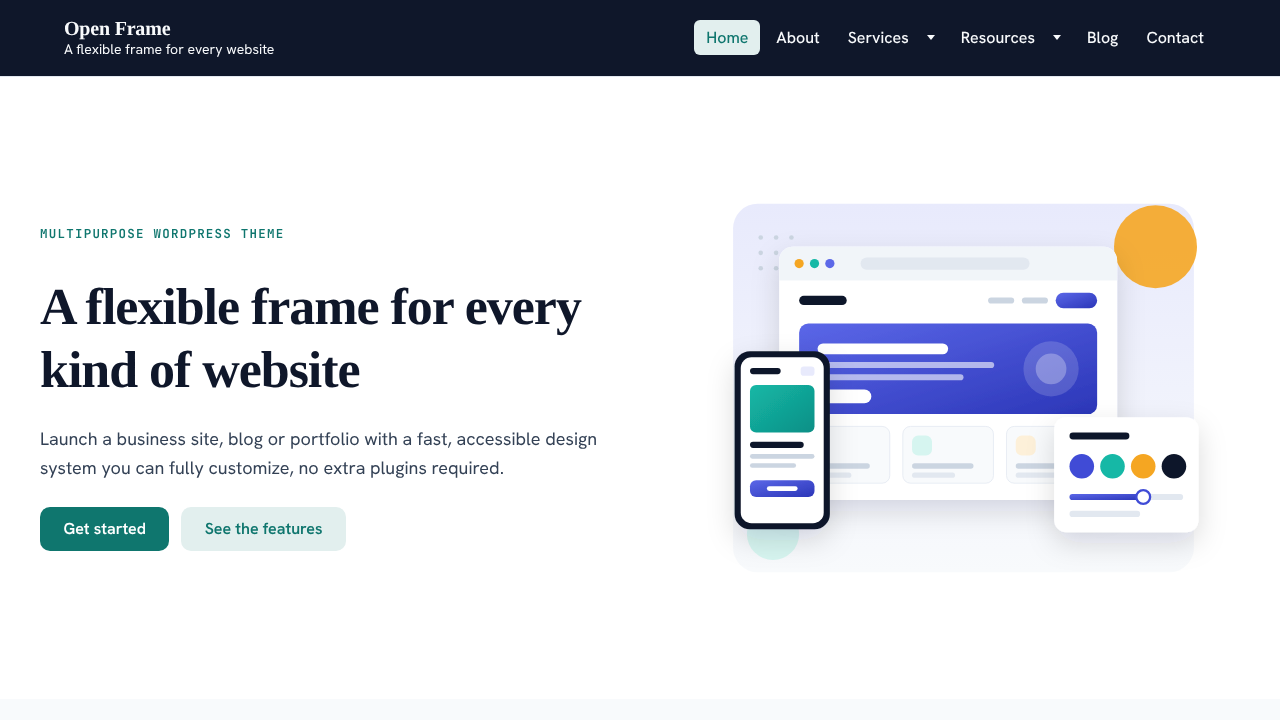 Open Frame
A flexible frame for every website
Home
About
Services
Resources
Blog
Contact
MULTIPURPOSE WORDPRESS THEME
A flexible frame for every
kind of website
Launch a business site, blog or portfolio with a fast, accessible design
system you can fully customize, no extra plugins required.
Get started
See the features